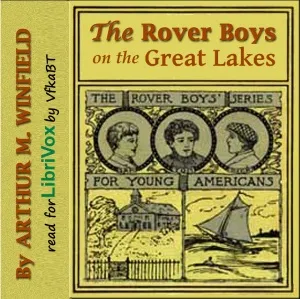 The Rover Boys
on the Great Lakes
THE ROVER BOYS' SERIES
FOR YOUNG AMERICANS
By ARTHUR M. WINFIELD
read for LibriVox by VfkaBT